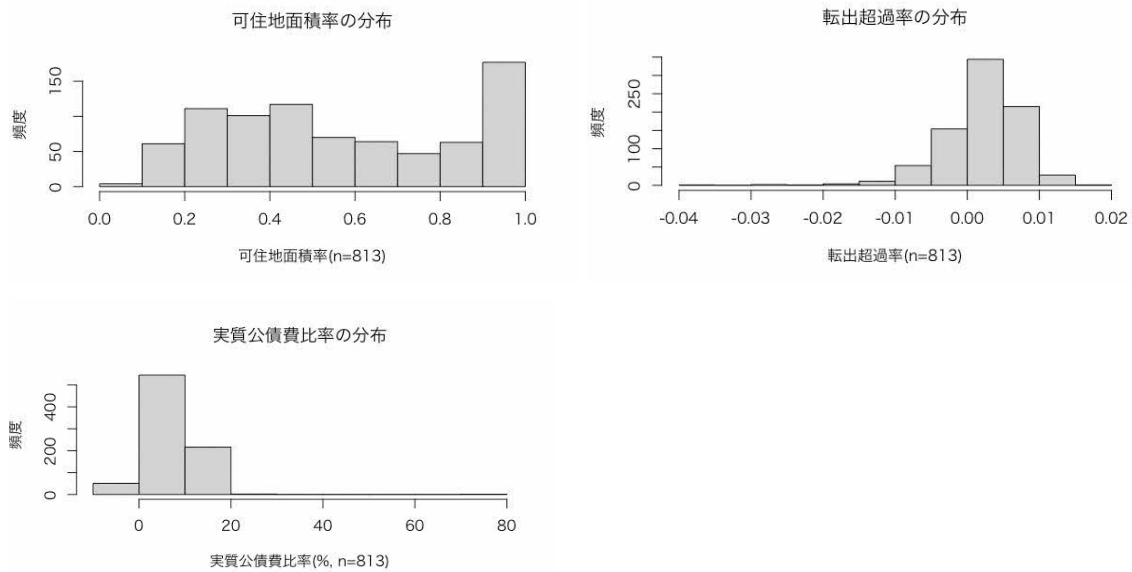 可住地面積率の分布
頻度
150
50
0
0.0 0.2 0.4 0.6 0.8 1.0
可住地面積率(n=813)
転出超過率の分布
頻度
250
100
0
-0.04 -0.03 -0.02 -0.01 0.00 0.01 0.02
転出超過率(n=813)
実質公債費比率の分布
頻度
400
200
0
0 20 40 60 80
実質公債費比率(%, n=813)